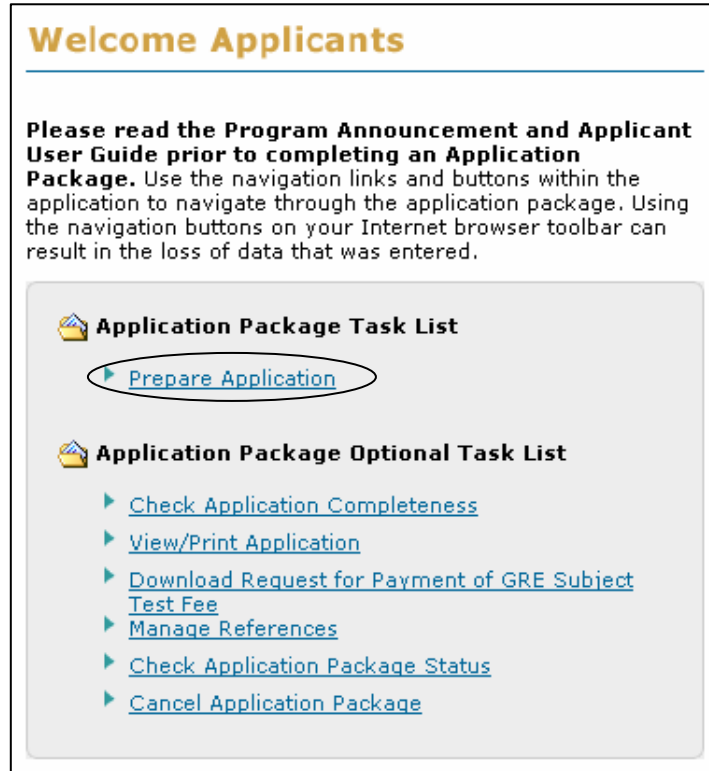 Welcome Applicants
Please read the Program Announcement and Applicant
User Guide prior to completing an Application
Package. Use the navigation links and buttons within the
application to navigate through the application package. Using
the navigation buttons on your Internet browser toolbar can
result in the loss of data that was entered.
Application Package Task List
Prepare Application
Application Package Optional Task List
Check Application Completeness
View/Print Application
Download Request for Payment of GRE Subject
Test Fee
Manage References
Check Application Package Status
Cancel Application Package